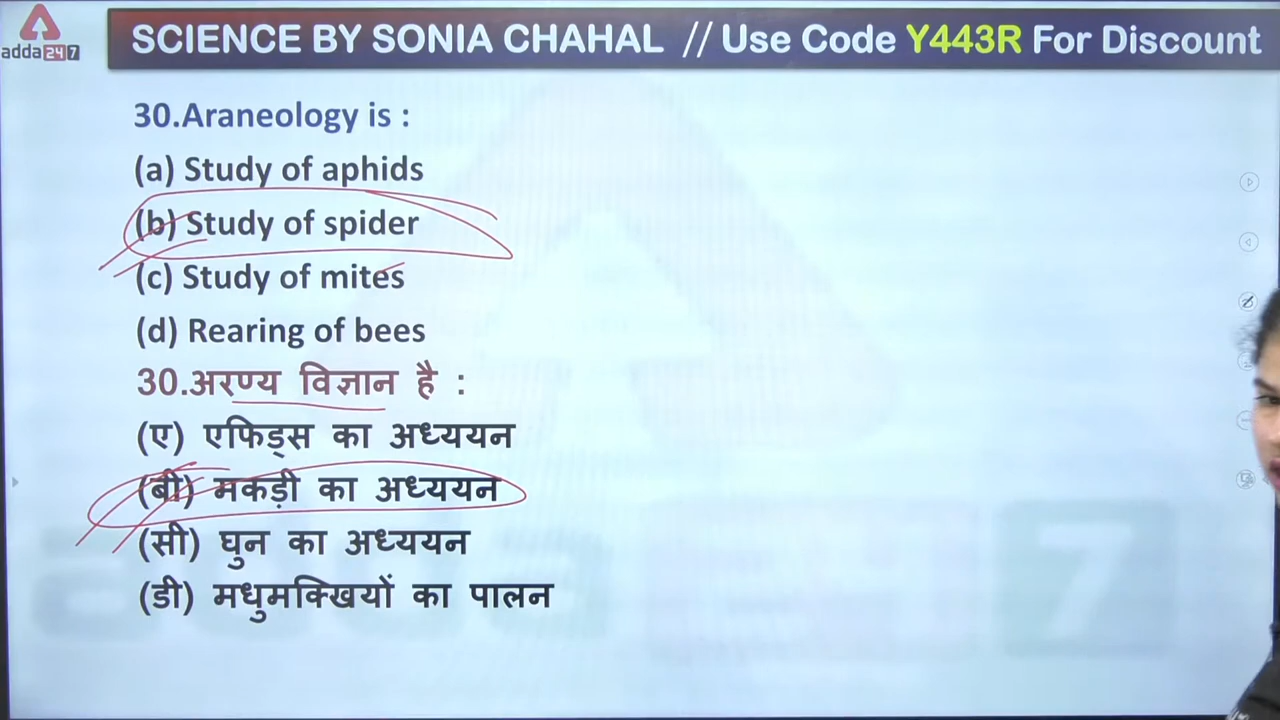 adda247
SCIENCE BY SONIA CHAHAL // Use Code Y443R For Discount
30.Araneology is :
(a) Study of aphids
(b) Study of spider
(c) Study of mites
(d) Rearing of bees
30.अरण्य विज्ञान है :
(ए) एफिड्स का अध्ययन
(बी) मकड़ी का अध्ययन
(सी) घुन का अध्ययन
(डी) मधुमक्खियों का पालन